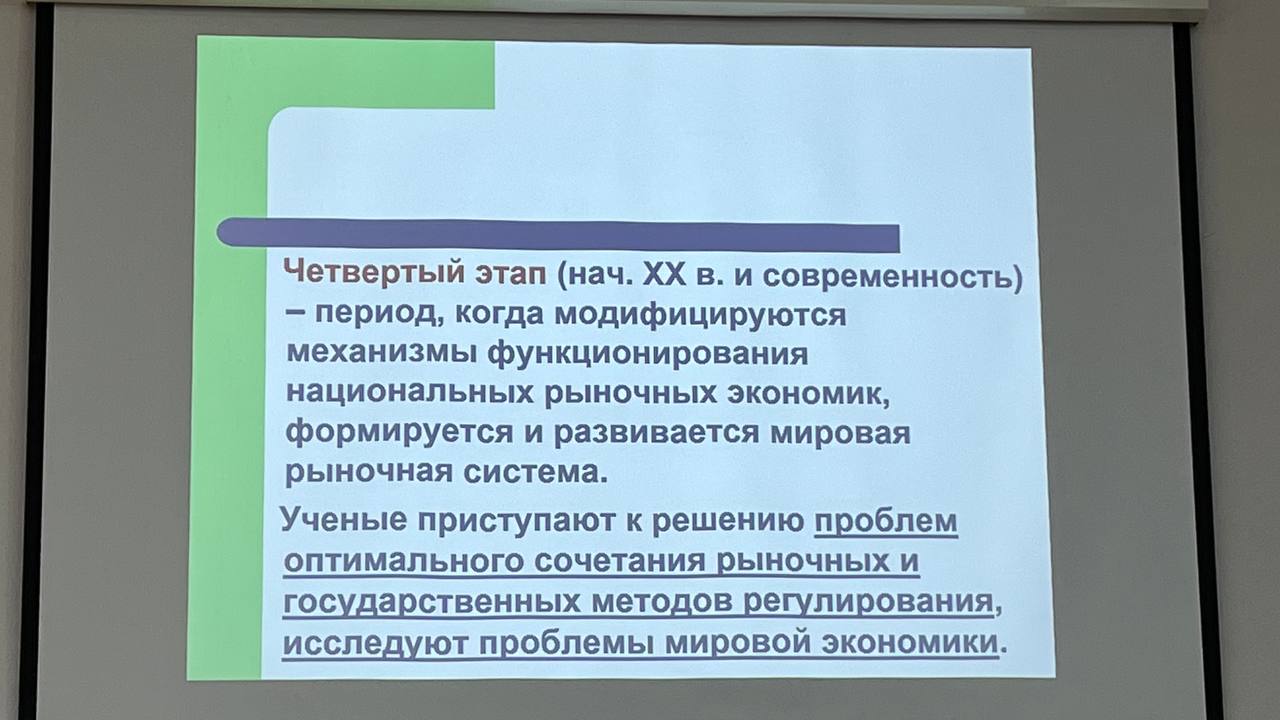 Четвертый этап (нач. XX в. и современность)
– период, когда модифицируются
механизмы функционирования
национальных рыночных экономик,
формируется и развивается мировая
рыночная система.
Ученые приступают к решению проблем
оптимального сочетания рыночных и
государственных методов регулирования,
исследуют проблемы мировой экономики.